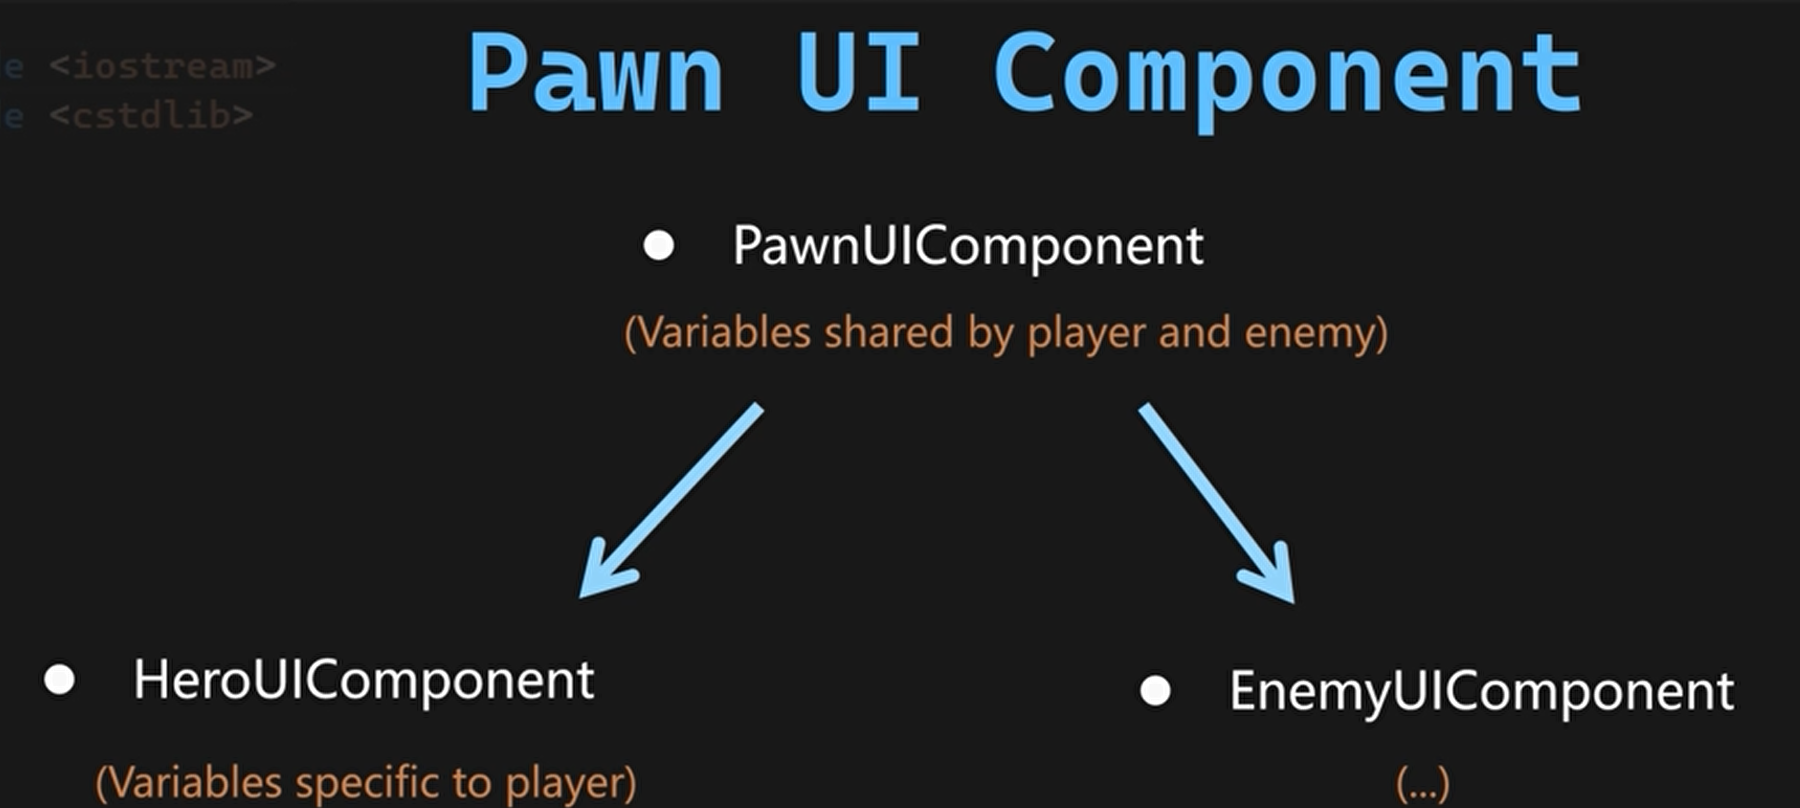 e <iostream>
e <cstdlib>
Pawn UI Component
● PawnUIComponent
(Variables shared by player and enemy)
● HeroUIComponent
(Variables specific to player)
● EnemyUIComponent
(...)